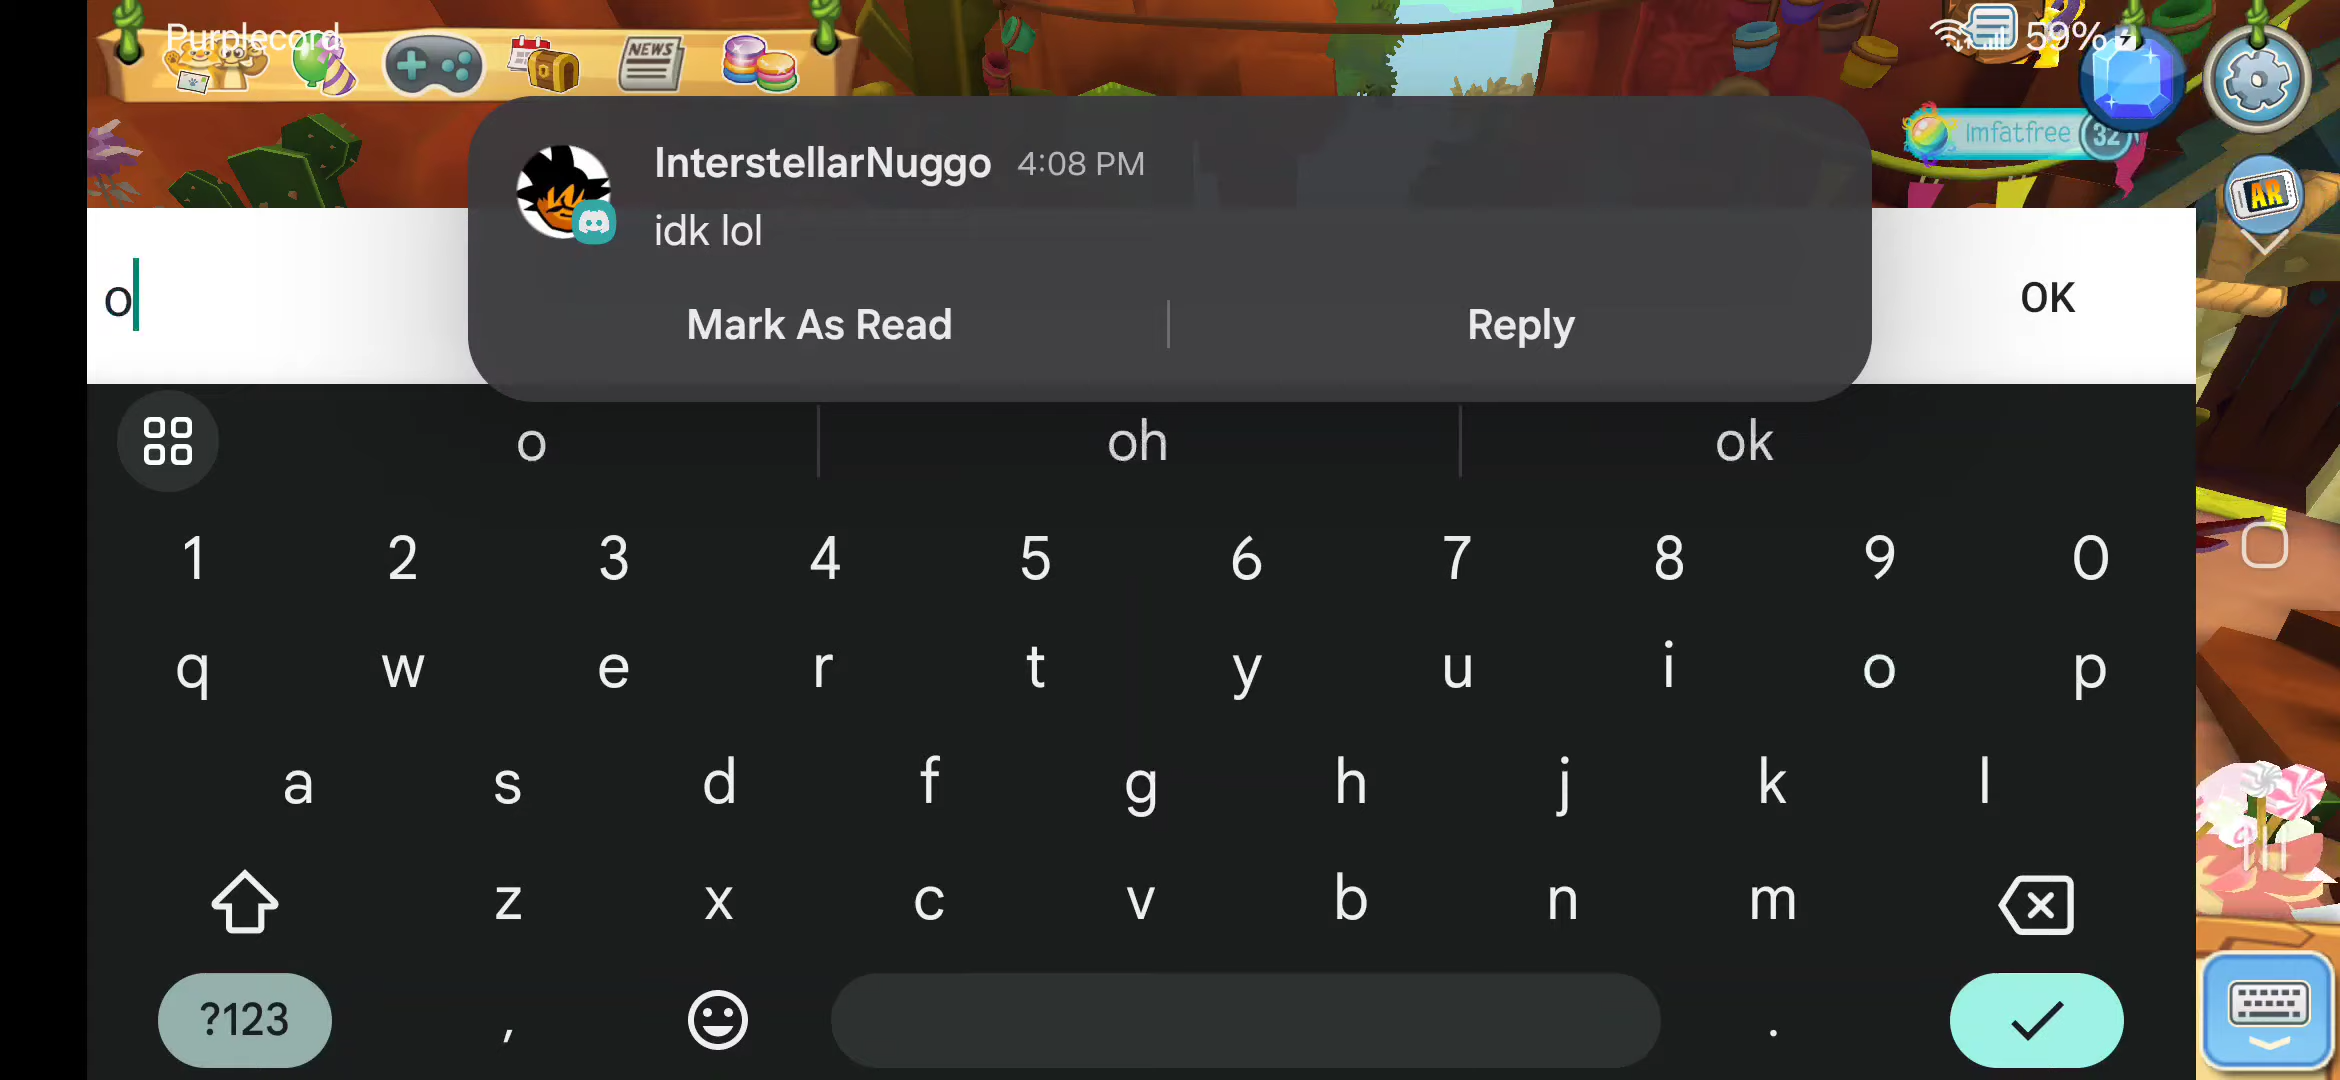 Purplecord
59%
NEWS
InterstellarNuggo 4:08 PM
idk lol
Imfatfree 32
AR
Mark As Read
Reply
o
OK
o oh ok
1 2 3 4 5 6 7 8 9 0
q w e r t y u i o p
a s d f g h j k l
z x c v b n m
?123 , .